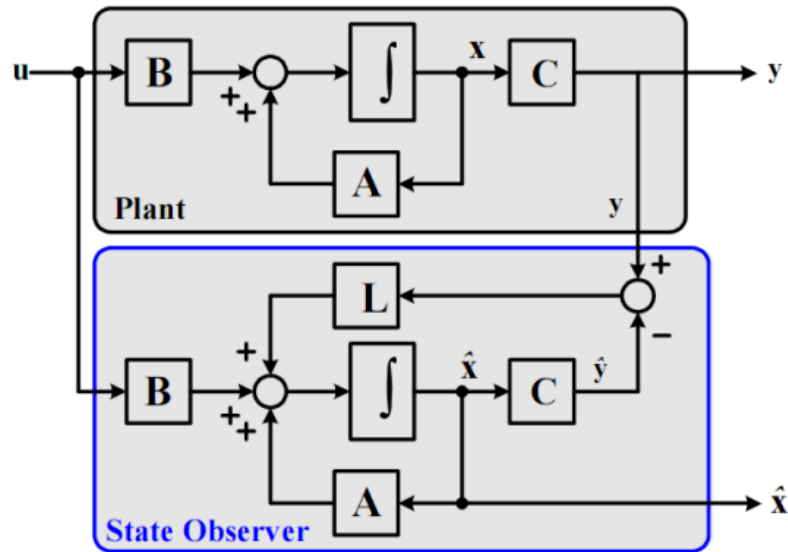 u
B
+
+
∫
x
C
y
A
Plant
y
+
L
−
+
B
+
+
∫
x̂
C
ŷ
A
x̂
State Observer